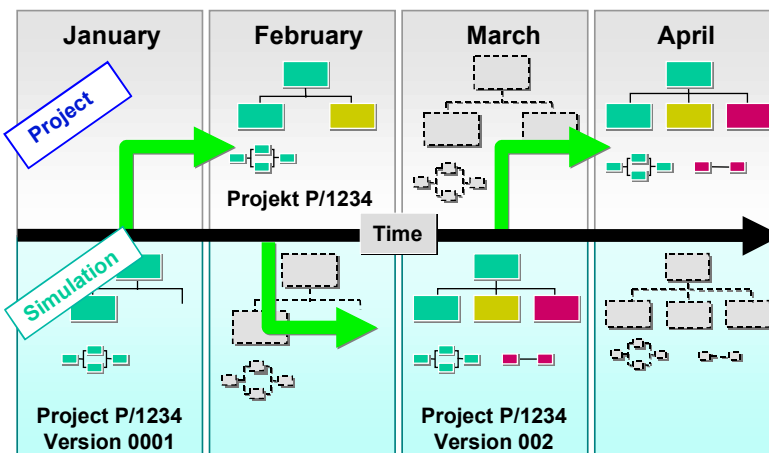 January
February
March
April
Project
Projekt P/1234
Time
Simulation
Project P/1234
Version 0001
Project P/1234
Version 002